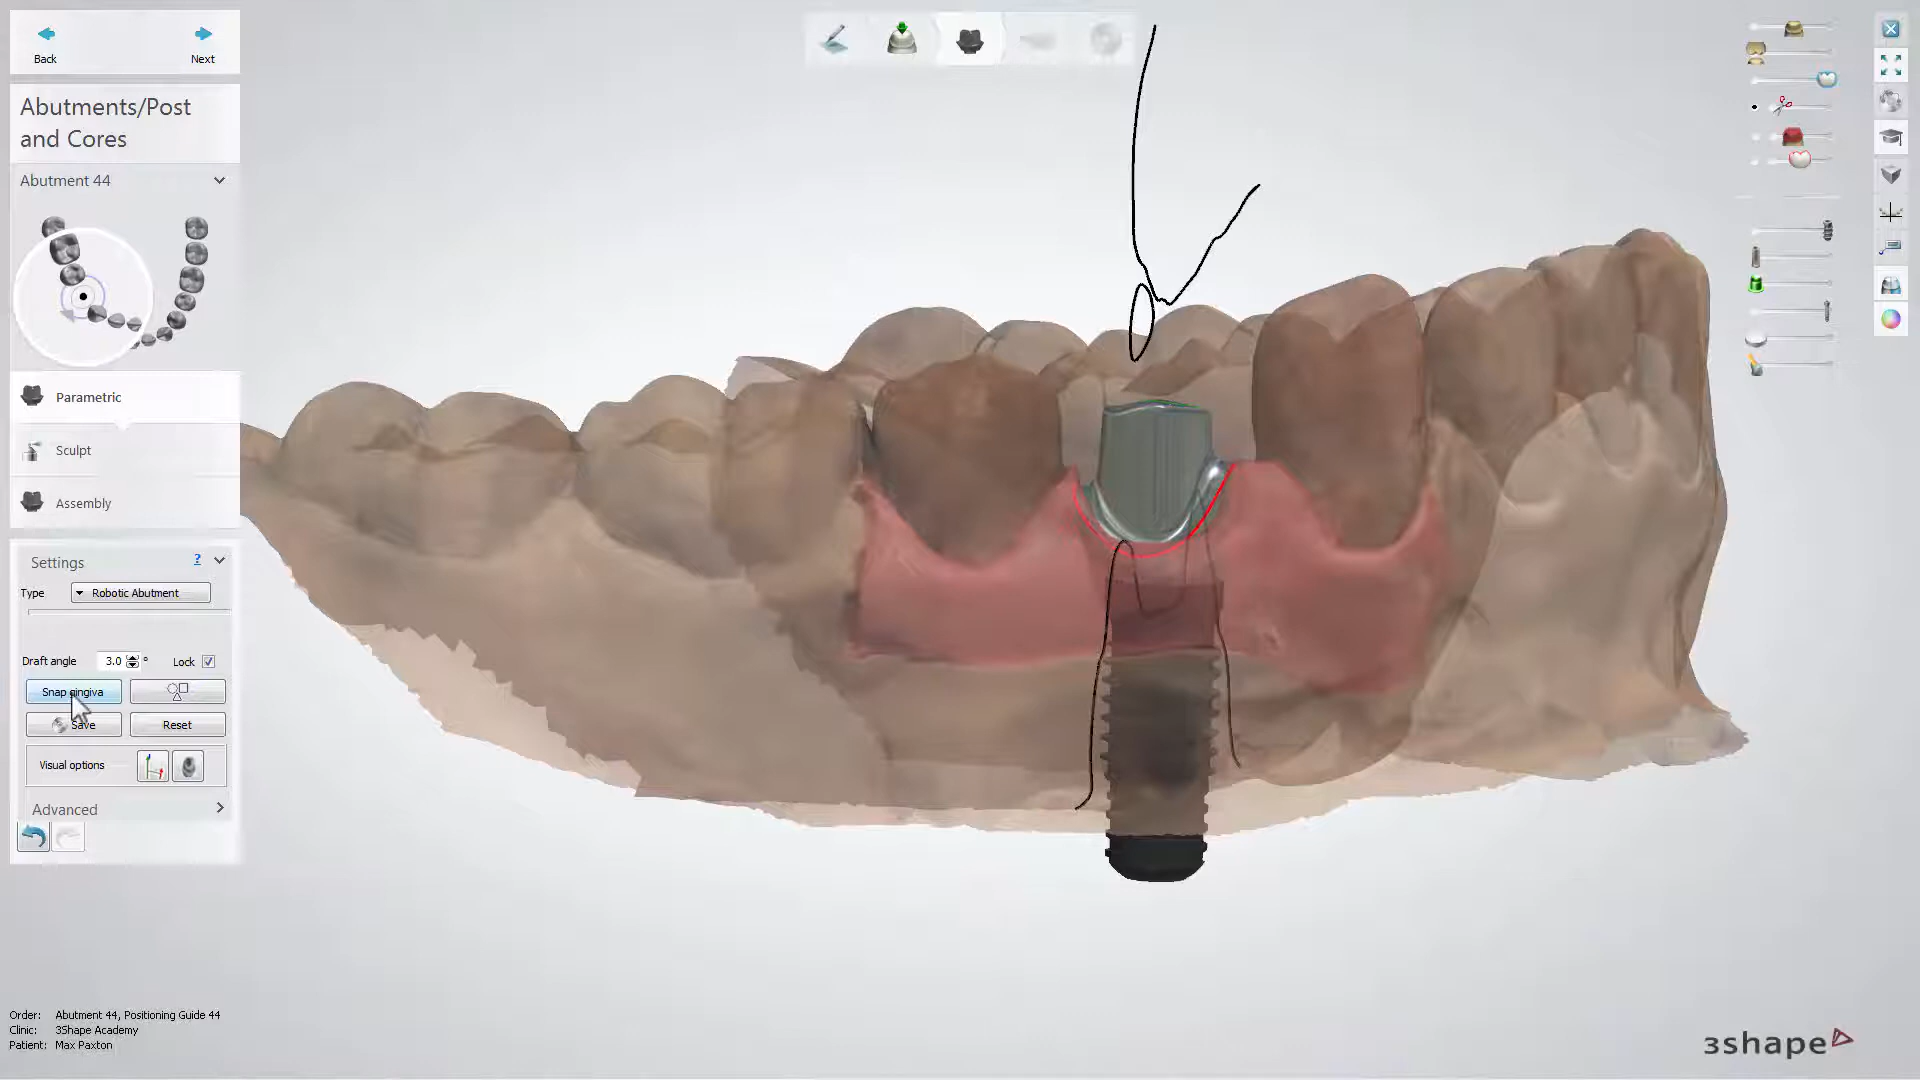 Back
Next
Abutments/Post
and Cores
Abutment 44
Parametric
Sculpt
Assembly
Settings ?
Type Robotic Abutment
Draft angle 3.0 ° Lock
Snap gingiva
Save Reset
Visual options
Advanced
Order: Abutment 44, Positioning Guide 44
Clinic: 3Shape Academy
Patient: Max Paxton
3shape